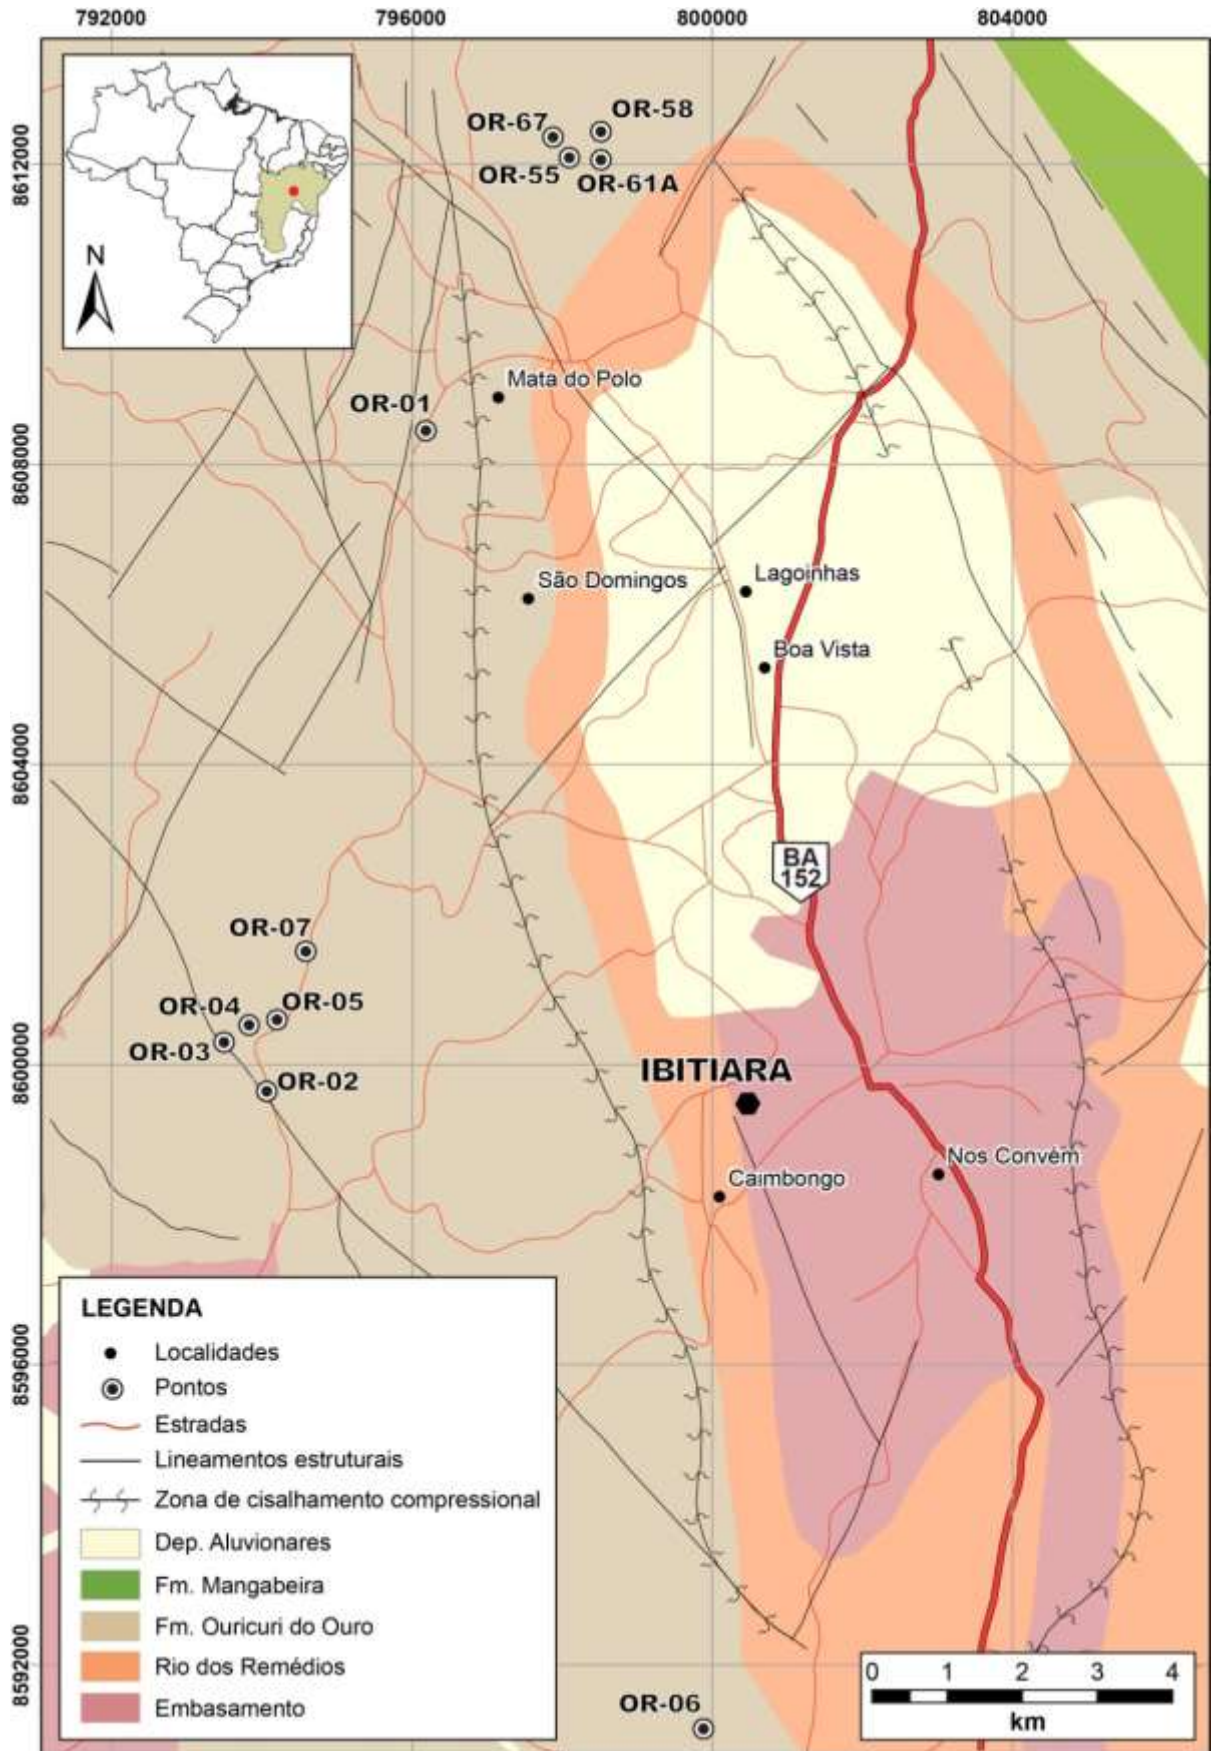 792000
796000
800000
804000
8612000
8608000
8604000
8600000
8596000
8592000
N
OR-67
OR-58
OR-55
OR-61A
Mata do Polo
OR-01
São Domingos
Lagoinhas
Boa Vista
BA
152
OR-07
OR-04
OR-05
OR-03
OR-02
IBITIARA
Nos Convém
Caimbongo
LEGENDA
Localidades
Pontos
Estradas
Lineamentos estruturais
Zona de cisalhamento compressional
Dep. Aluvionares
Fm. Mangabeira
Fm. Ouricuri do Ouro
Rio dos Remédios
Embasamento
OR-06
0 1 2 3 4
km